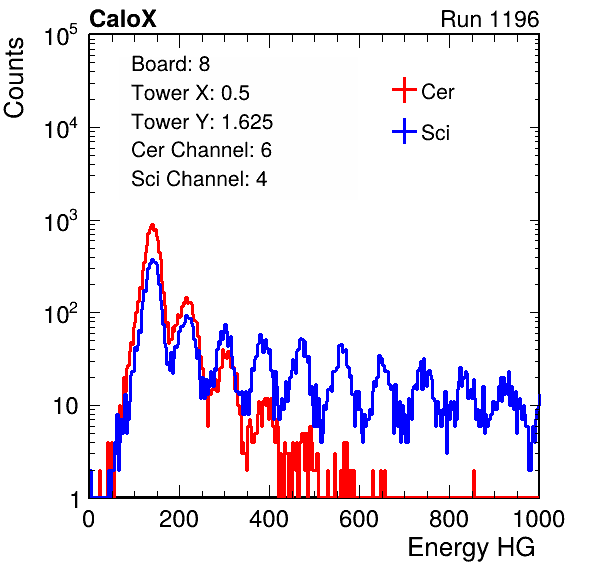 CaloX Run 1196
Board: 8
Tower X: 0.5
Tower Y: 1.625
Cer Channel: 6
Sci Channel: 4
Cer
Sci
Counts
10^5
10^4
10^3
10^2
10
1
0 200 400 600 800 1000
Energy HG